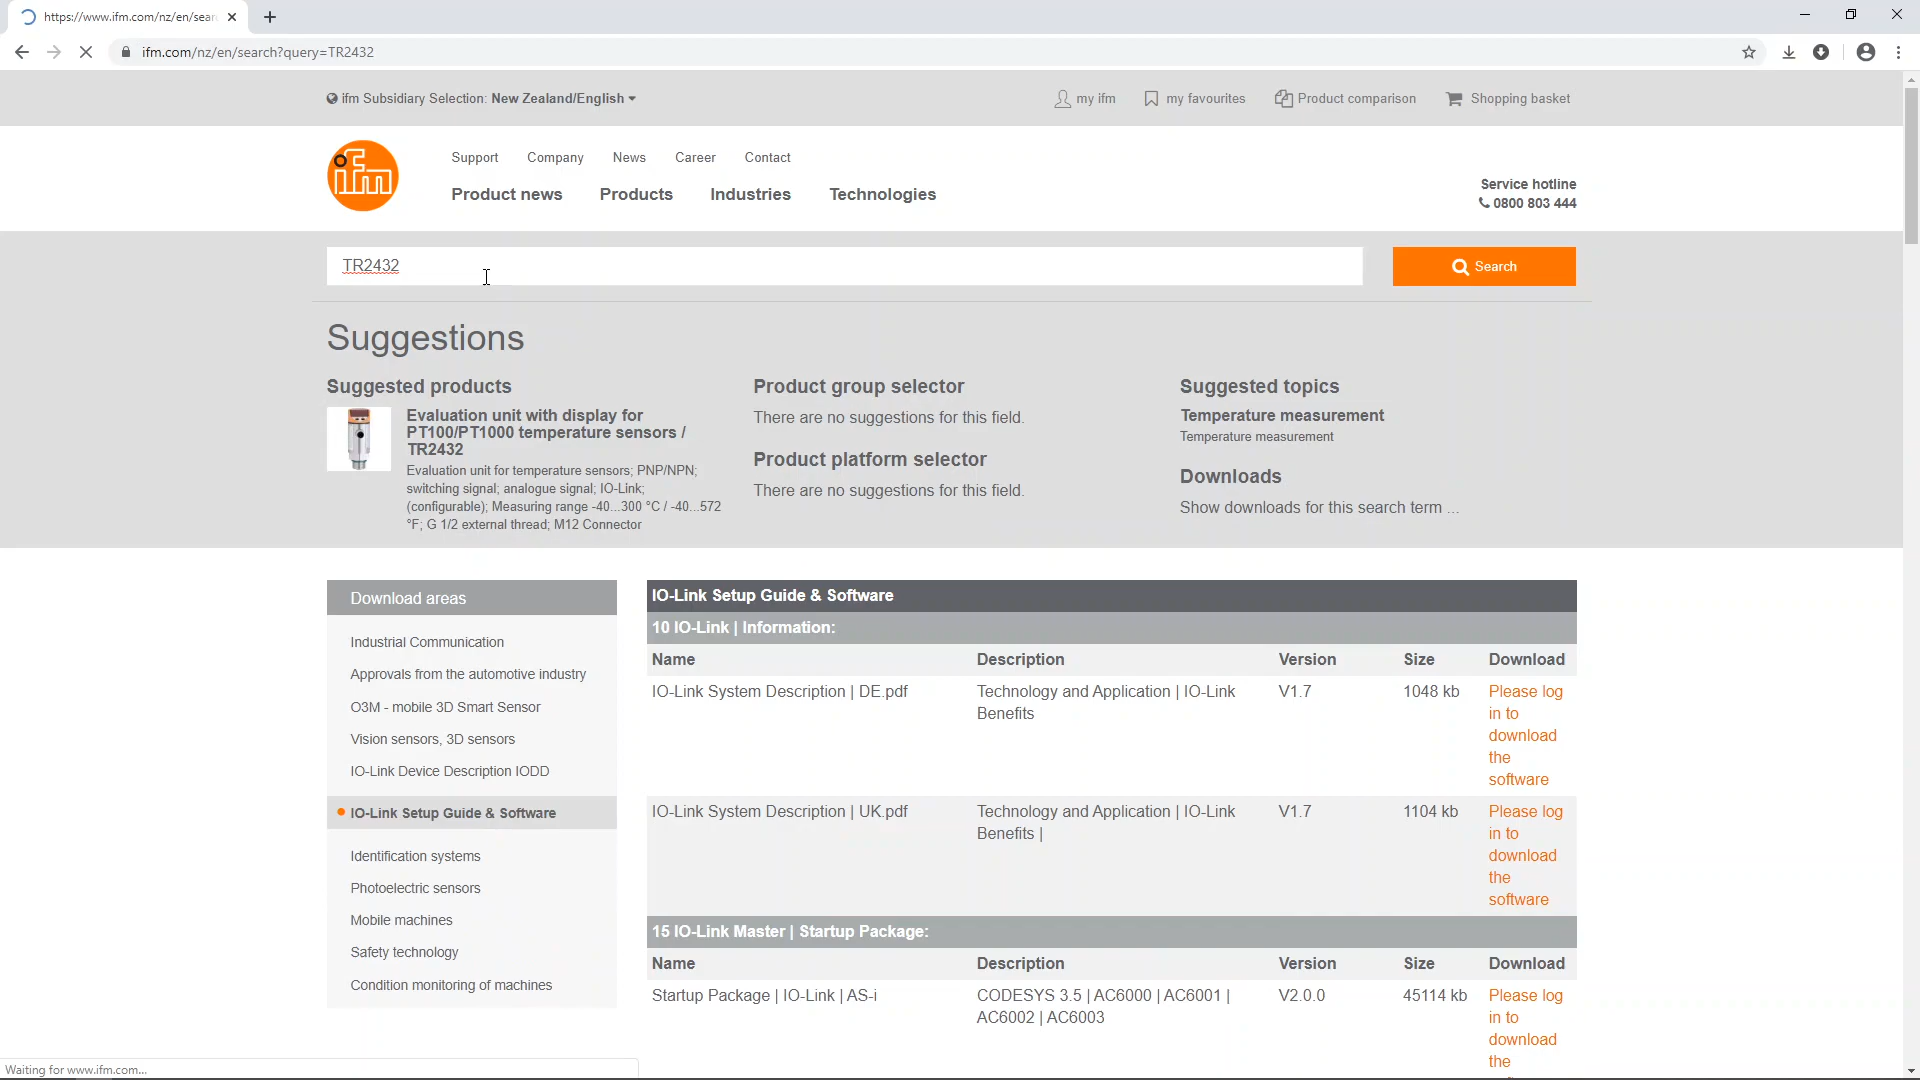 https://www.ifm.com/nz/en/sear
ifm.com/nz/en/search?query=TR2432
ifm Subsidiary Selection: New Zealand/English
my ifm
my favourites
Product comparison
Shopping basket
ifm
Support
Company
News
Career
Contact
Product news
Products
Industries
Technologies
Service hotline
0800 803 444
TR2432
Search
Suggestions
Suggested products
Evaluation unit with display for
PT100/PT1000 temperature sensors /
TR2432
Evaluation unit for temperature sensors; PNP/NPN;
switching signal; analogue signal; IO-Link;
(configurable); Measuring range -40...300 °C / -40...572
°F; G 1/2 external thread; M12 Connector
Product group selector
There are no suggestions for this field.
Product platform selector
There are no suggestions for this field.
Suggested topics
Temperature measurement
Temperature measurement
Downloads
Show downloads for this search term ...
Download areas
Industrial Communication
Approvals from the automotive industry
O3M - mobile 3D Smart Sensor
Vision sensors, 3D sensors
IO-Link Device Description IODD
IO-Link Setup Guide & Software
Identification systems
Photoelectric sensors
Mobile machines
Safety technology
Condition monitoring of machines
IO-Link Setup Guide & Software
10 IO-Link | Information:
Name Description Version Size Download
IO-Link System Description | DE.pdf Technology and Application | IO-Link V1.7 1048 kb Please log
Benefits in to
download
the
software
IO-Link System Description | UK.pdf Technology and Application | IO-Link V1.7 1104 kb Please log
Benefits | in to
download
the
software
15 IO-Link Master | Startup Package:
Name Description Version Size Download
Startup Package | IO-Link | AS-i CODESYS 3.5 | AC6000 | AC6001 | V2.0.0 45114 kb Please log
AC6002 | AC6003 in to
download
the
Waiting for www.ifm.com...